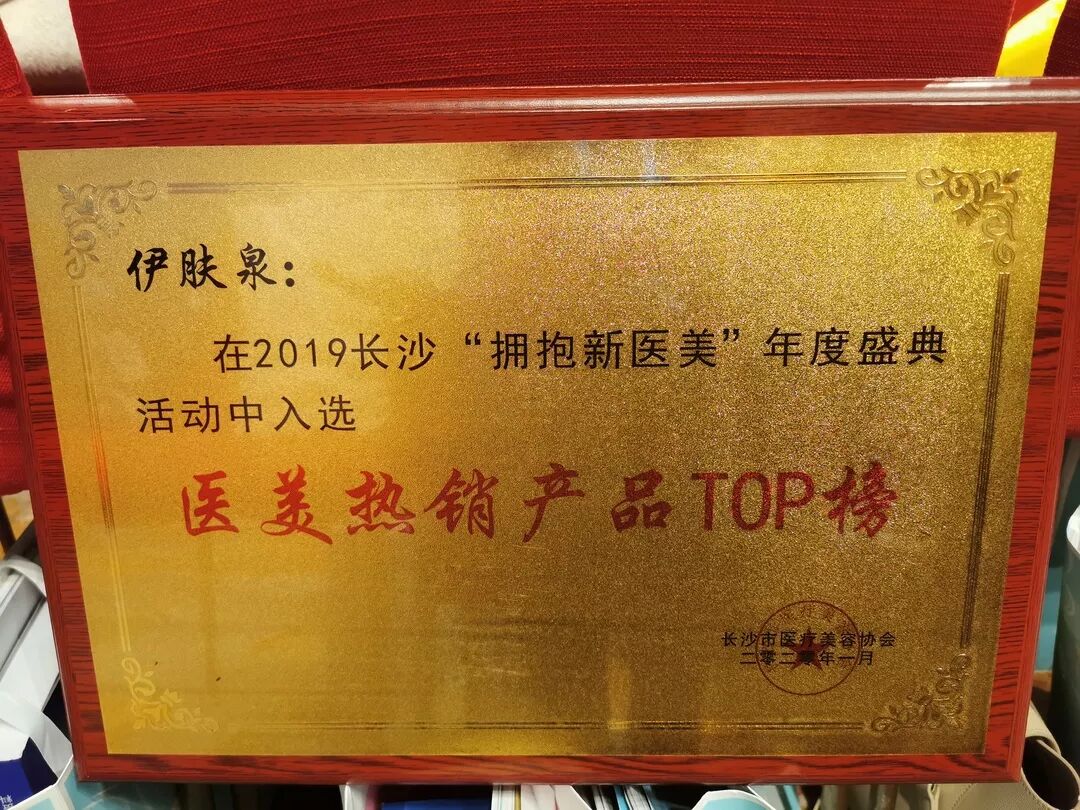 伊肤泉：
在2019长沙“拥抱新医美”年度盛典
活动中入选
医美热销产品TOP榜
长沙市医疗美容协会
二零二零年一月